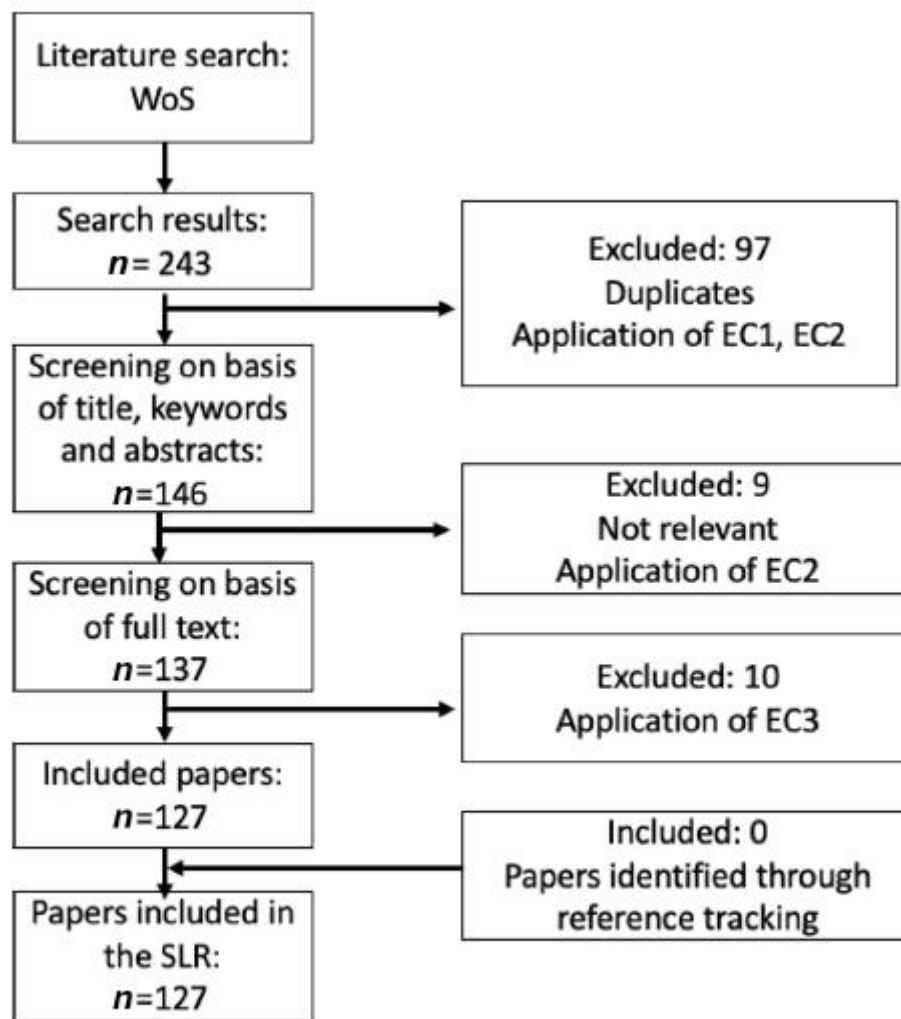 Literature search:
WoS
Search results:
n= 243
Excluded: 97
Duplicates
Application of EC1, EC2
Screening on basis
of title, keywords
and abstracts:
n=146
Excluded: 9
Not relevant
Application of EC2
Screening on basis
of full text:
n=137
Excluded: 10
Application of EC3
Included papers:
n=127
Included: 0
Papers identified through
reference tracking
Papers included in
the SLR:
n=127